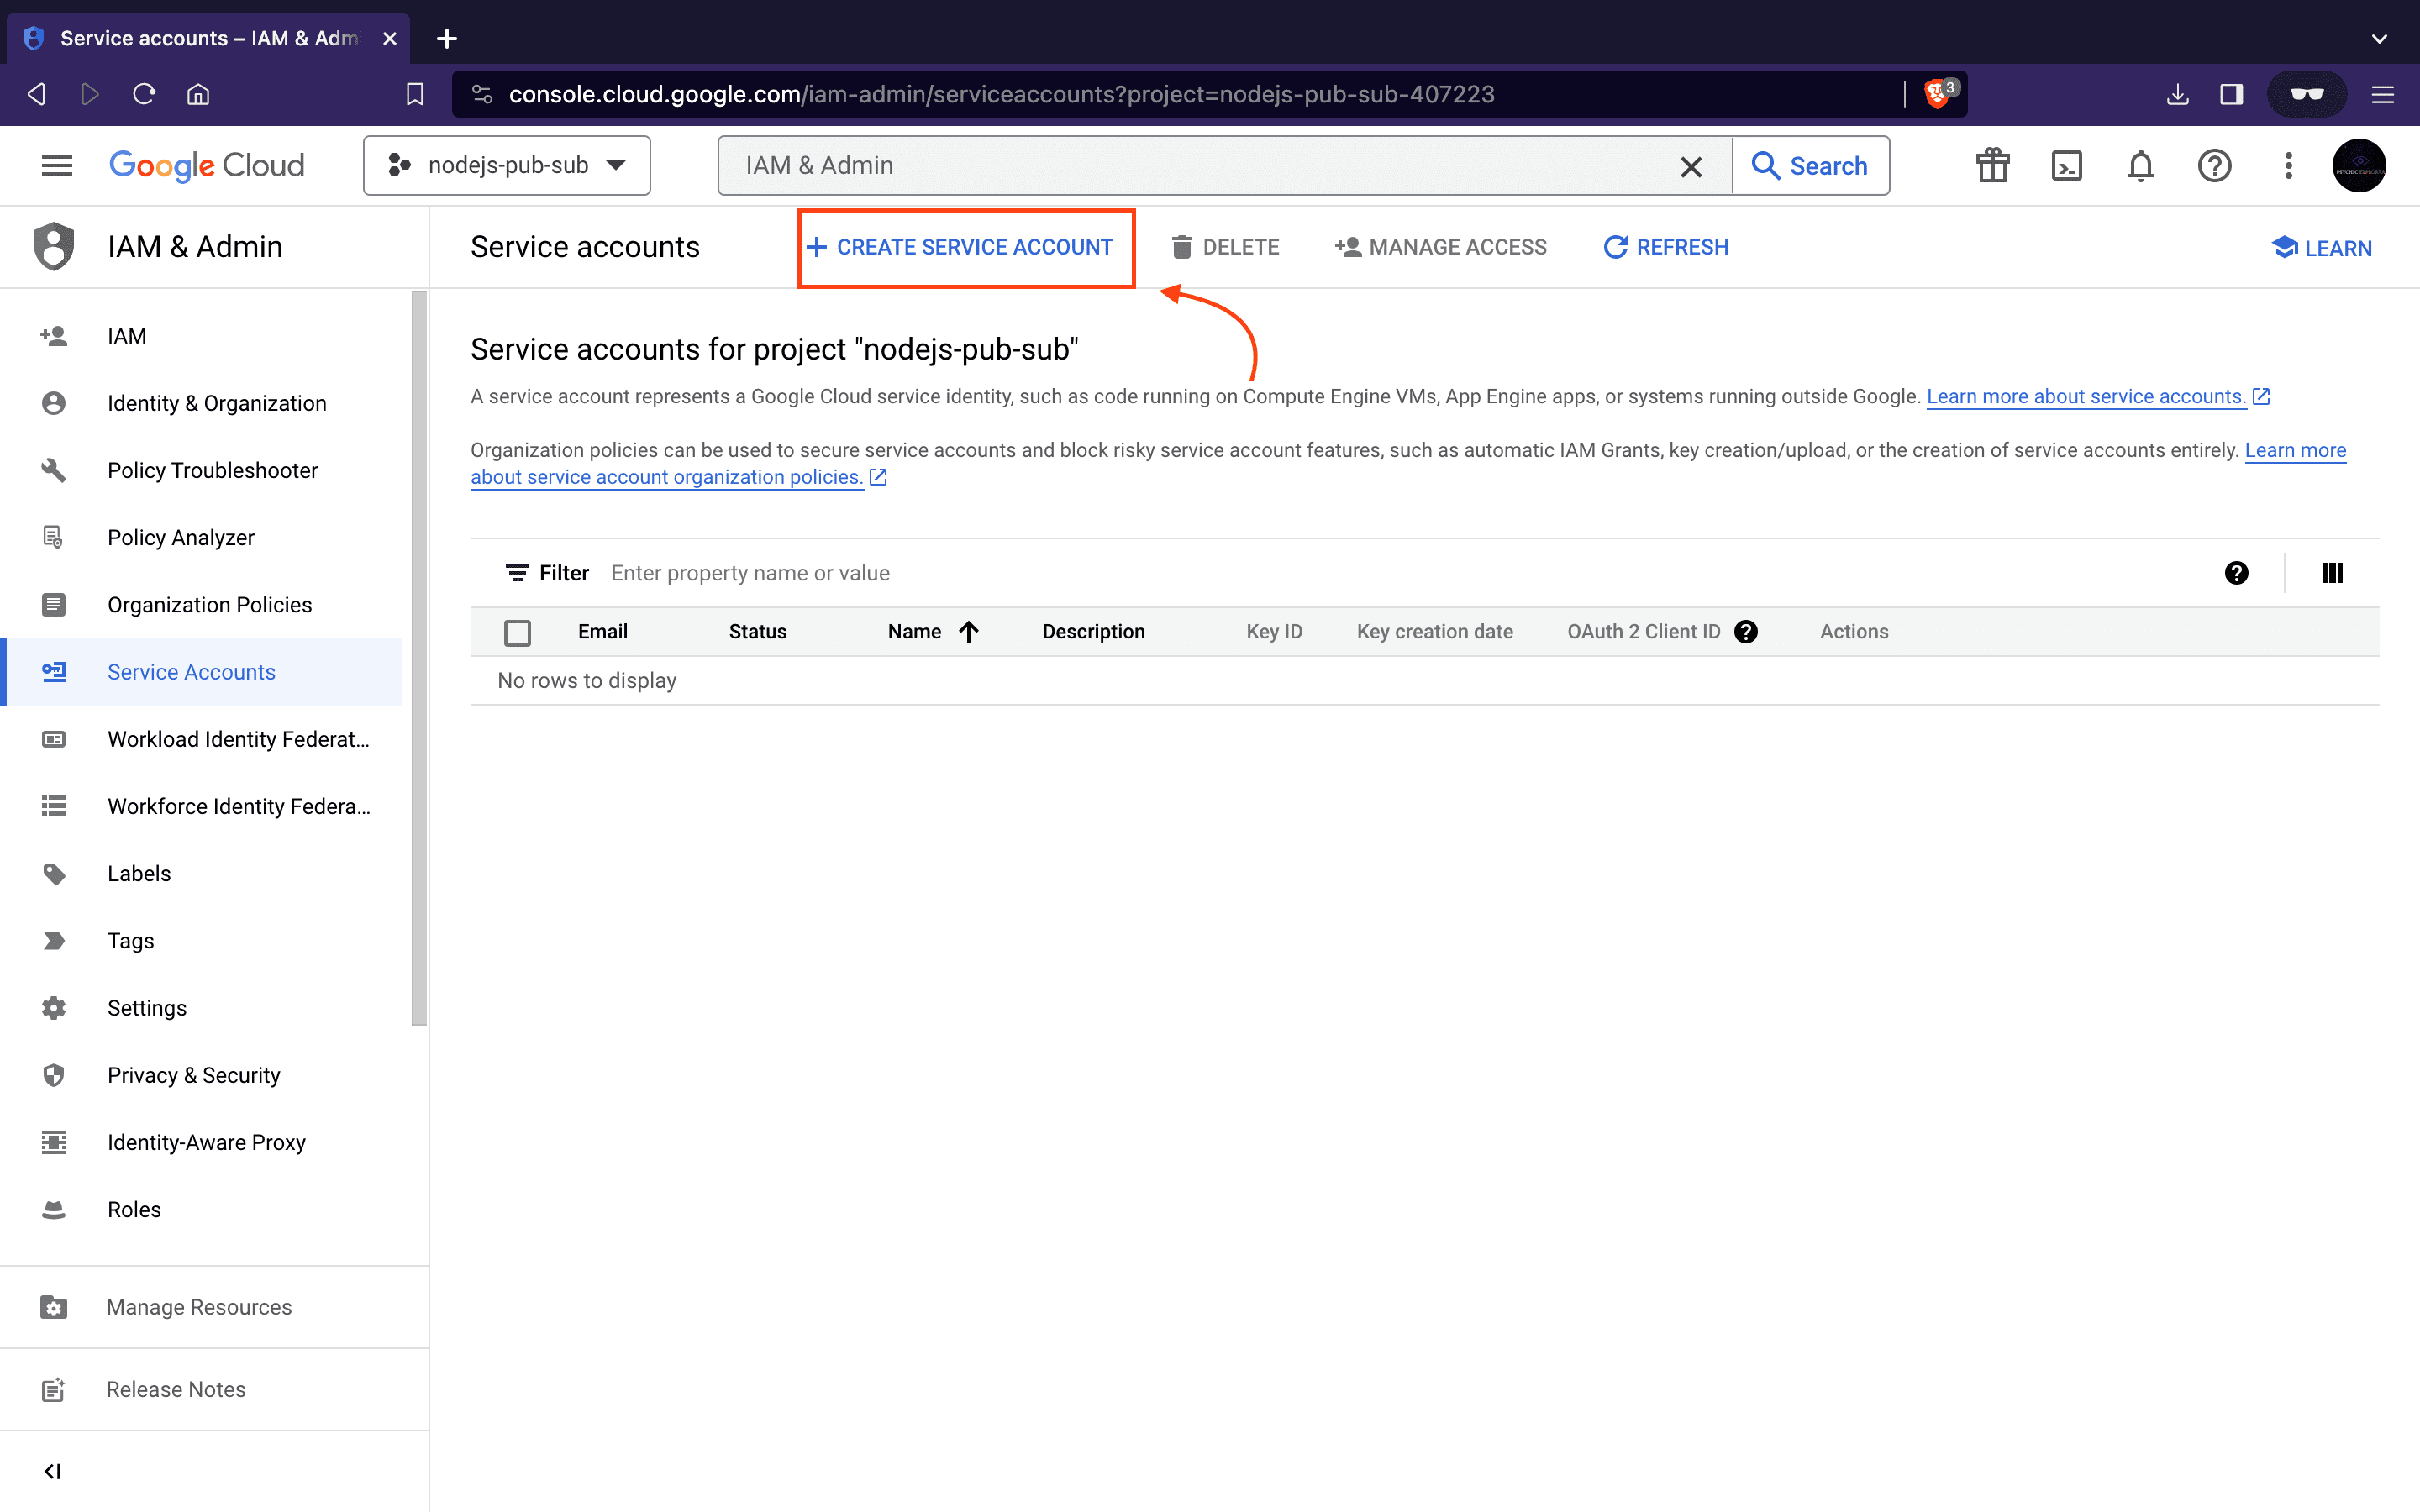 Service accounts – IAM & Adm
console.cloud.google.com/iam-admin/serviceaccounts?project=nodejs-pub-sub-407223
3
Google Cloud
nodejs-pub-sub
IAM & Admin
Search
IAM & Admin
Service accounts
CREATE SERVICE ACCOUNT
DELETE
MANAGE ACCESS
REFRESH
LEARN
IAM
Identity & Organization
Policy Troubleshooter
Policy Analyzer
Organization Policies
Service Accounts
Workload Identity Federat...
Workforce Identity Federa...
Labels
Tags
Settings
Privacy & Security
Identity-Aware Proxy
Roles
Manage Resources
Release Notes
Service accounts for project "nodejs-pub-sub"
A service account represents a Google Cloud service identity, such as code running on Compute Engine VMs, App Engine apps, or systems running outside Google. Learn more about service accounts.
Organization policies can be used to secure service accounts and block risky service account features, such as automatic IAM Grants, key creation/upload, or the creation of service accounts entirely. Learn more
about service account organization policies.
Filter Enter property name or value
Email Status Name Description Key ID Key creation date OAuth 2 Client ID Actions
No rows to display